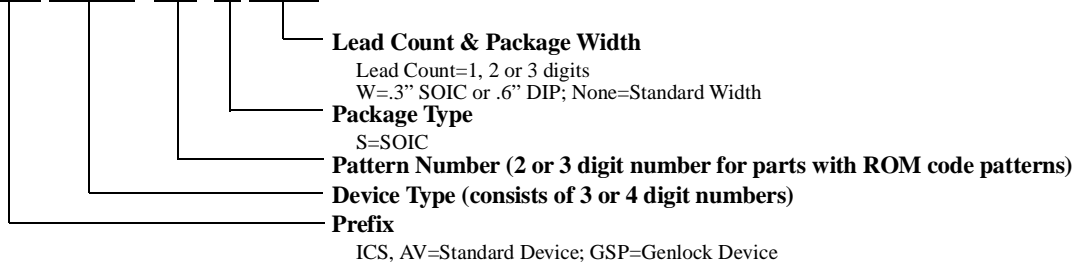 Lead Count & Package Width
Lead Count=1, 2 or 3 digits
W=.3” SOIC or .6” DIP; None=Standard Width
Package Type
S=SOIC
Pattern Number (2 or 3 digit number for parts with ROM code patterns)
Device Type (consists of 3 or 4 digit numbers)
Prefix
ICS, AV=Standard Device; GSP=Genlock Device